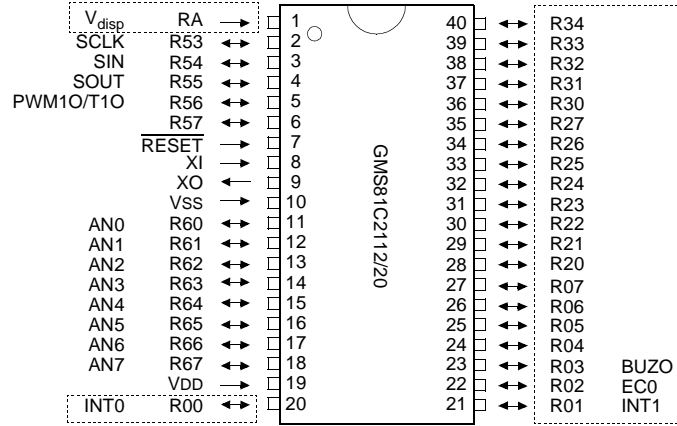 Vdisp RA 1 40 R34
SCLK R53 2 39 R33
SIN R54 3 38 R32
SOUT R55 4 37 R31
PWM1O/T1O R56 5 36 R30
R57 6 35 R27
RESET 7 34 R26
XI 8 33 R25
XO 9 32 R24
VSS 10 31 R23
AN0 R60 11 30 R22
AN1 R61 12 29 R21
AN2 R62 13 28 R20
AN3 R63 14 27 R07
AN4 R64 15 26 R06
AN5 R65 16 25 R05
AN6 R66 17 24 R04
AN7 R67 18 23 R03 BUZO
VDD 19 22 R02 EC0
INT0 R00 20 21 R01 INT1
GMS81C2112/20